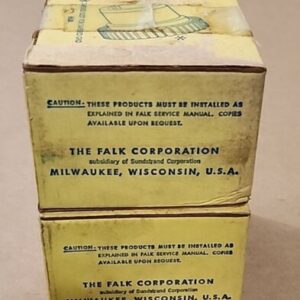 CAUTION: THESE PRODUCTS MUST BE INSTALLED AS
EXPLAINED IN FALK SERVICE MANUAL. COPIES
AVAILABLE UPON REQUEST.
THE FALK CORPORATION
subsidiary of Sundstrand Corporation
MILWAUKEE, WISCONSIN, U.S.A.
CAUTION: THESE PRODUCTS MUST BE INSTALLED AS
EXPLAINED IN FALK SERVICE MANUAL. COPIES
AVAILABLE UPON REQUEST.
THE FALK CORPORATION
subsidiary of Sundstrand Corporation
MILWAUKEE, WISCONSIN, U.S.A.